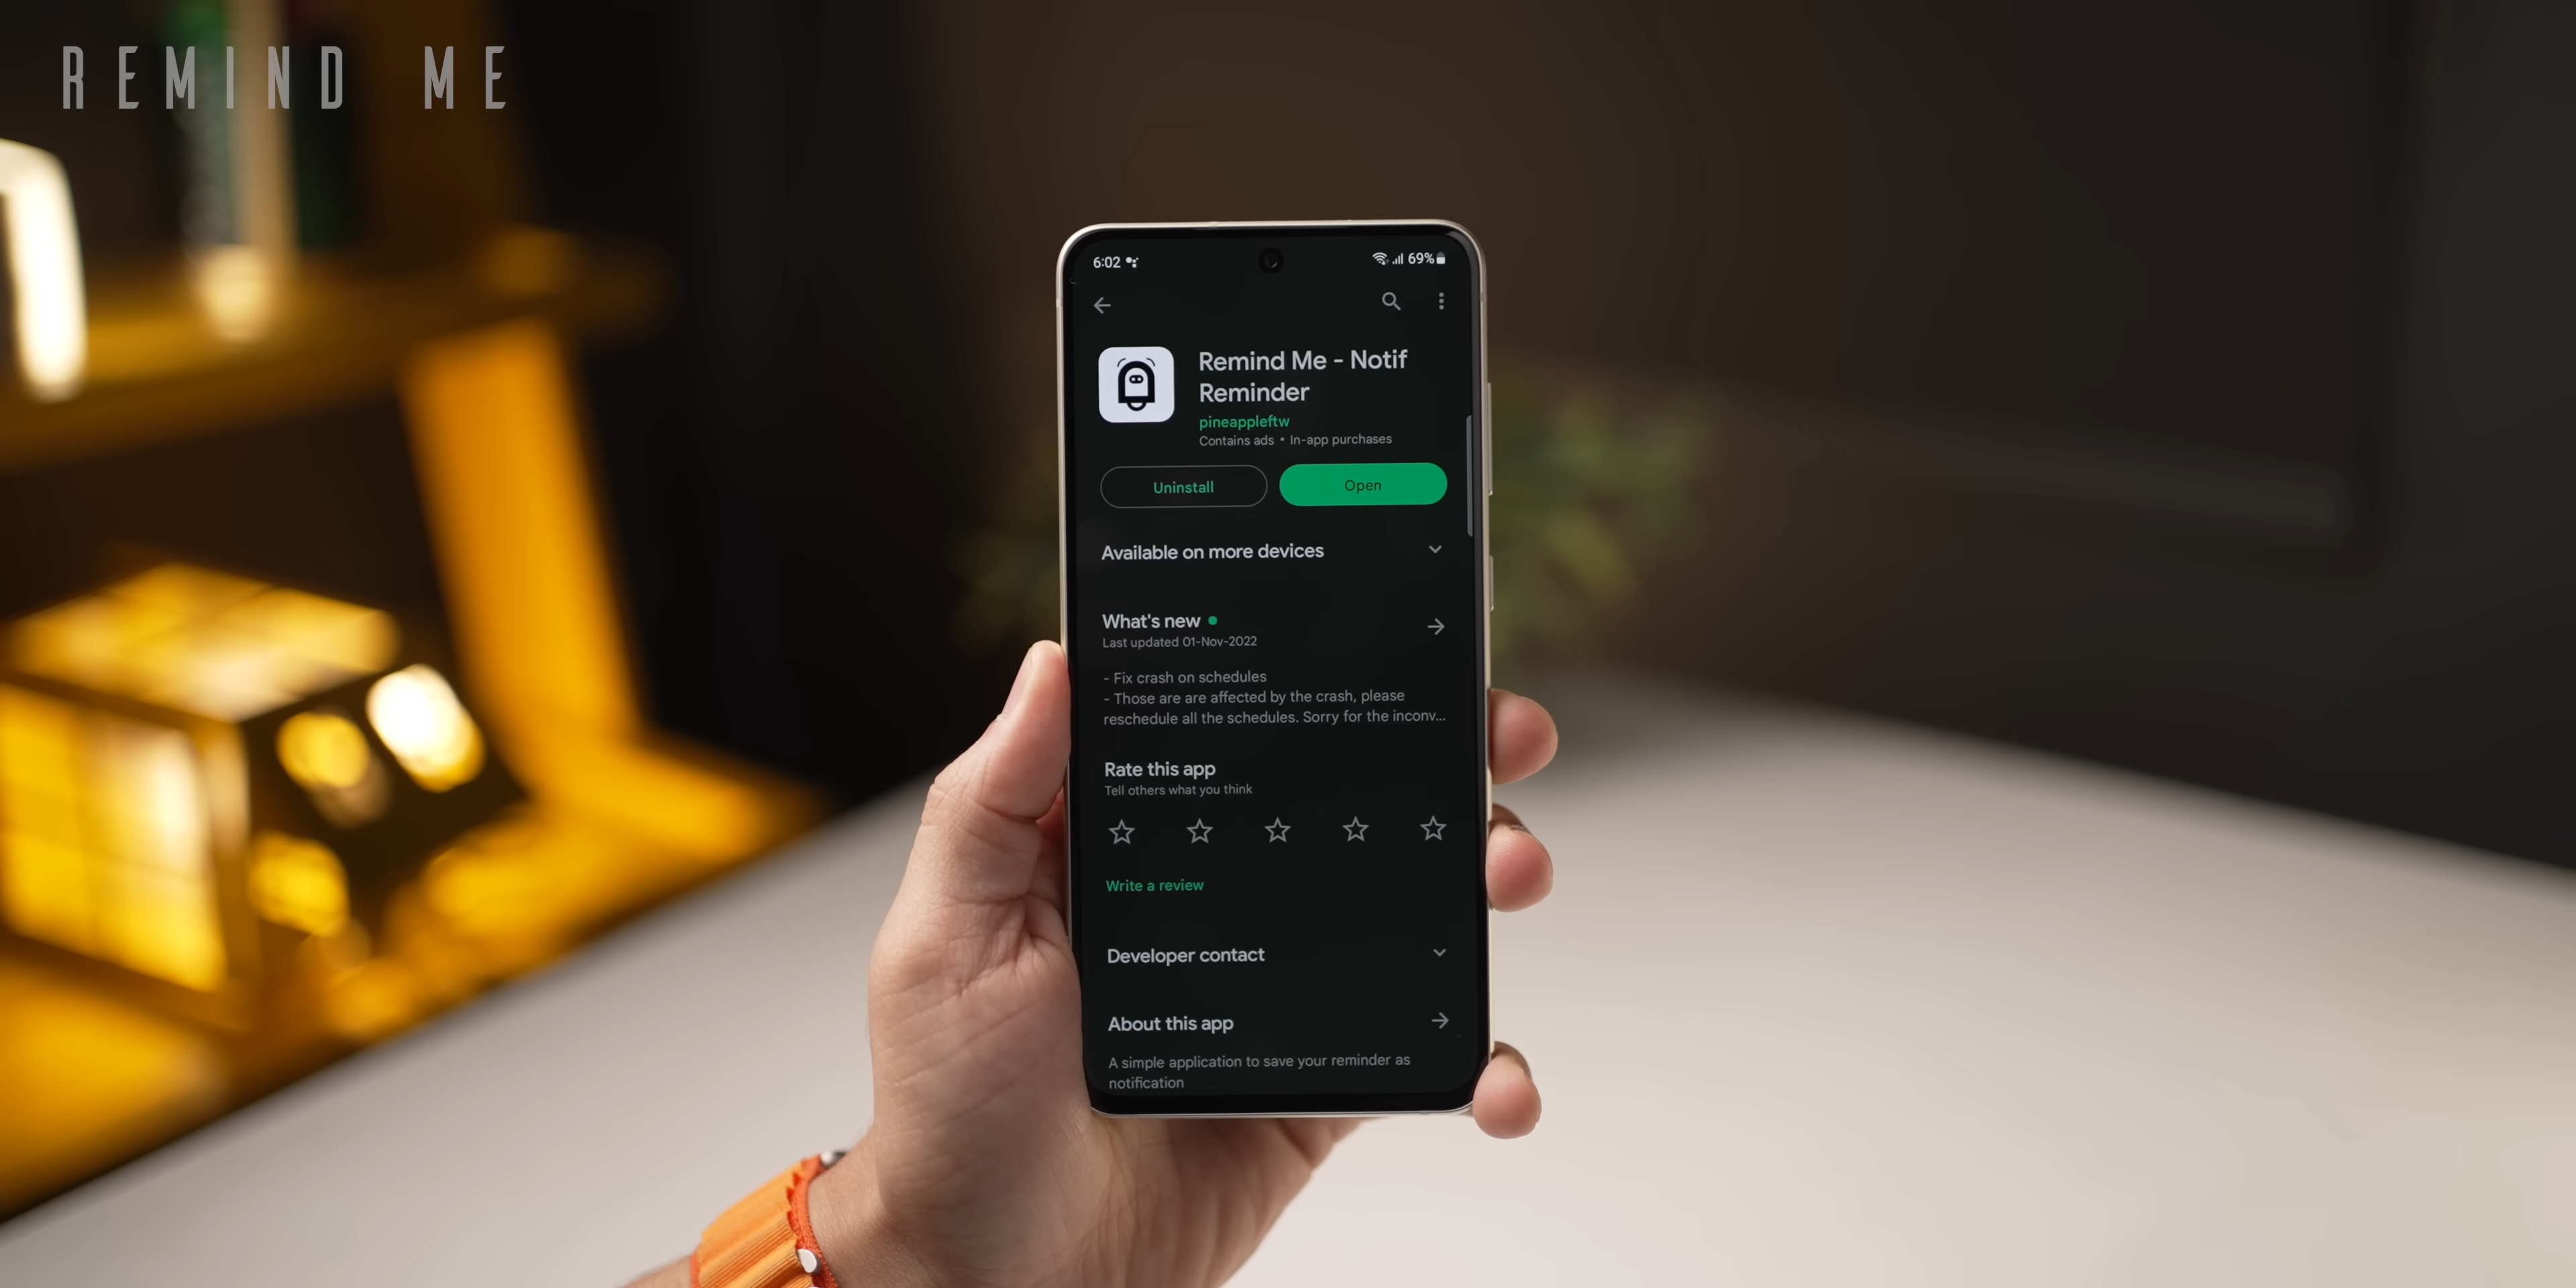 REMIND ME
6:02
69%
Remind Me - Notif
Reminder
pineappleftw
Contains ads • In-app purchases
Uninstall
Open
Available on more devices
What's new
Last updated 01-Nov-2022
- Fix crash on schedules
- Those are are affected by the crash, please
reschedule all the schedules. Sorry for the inconv...
Rate this app
Tell others what you think
Write a review
Developer contact
About this app
A simple application to save your reminder as
notification